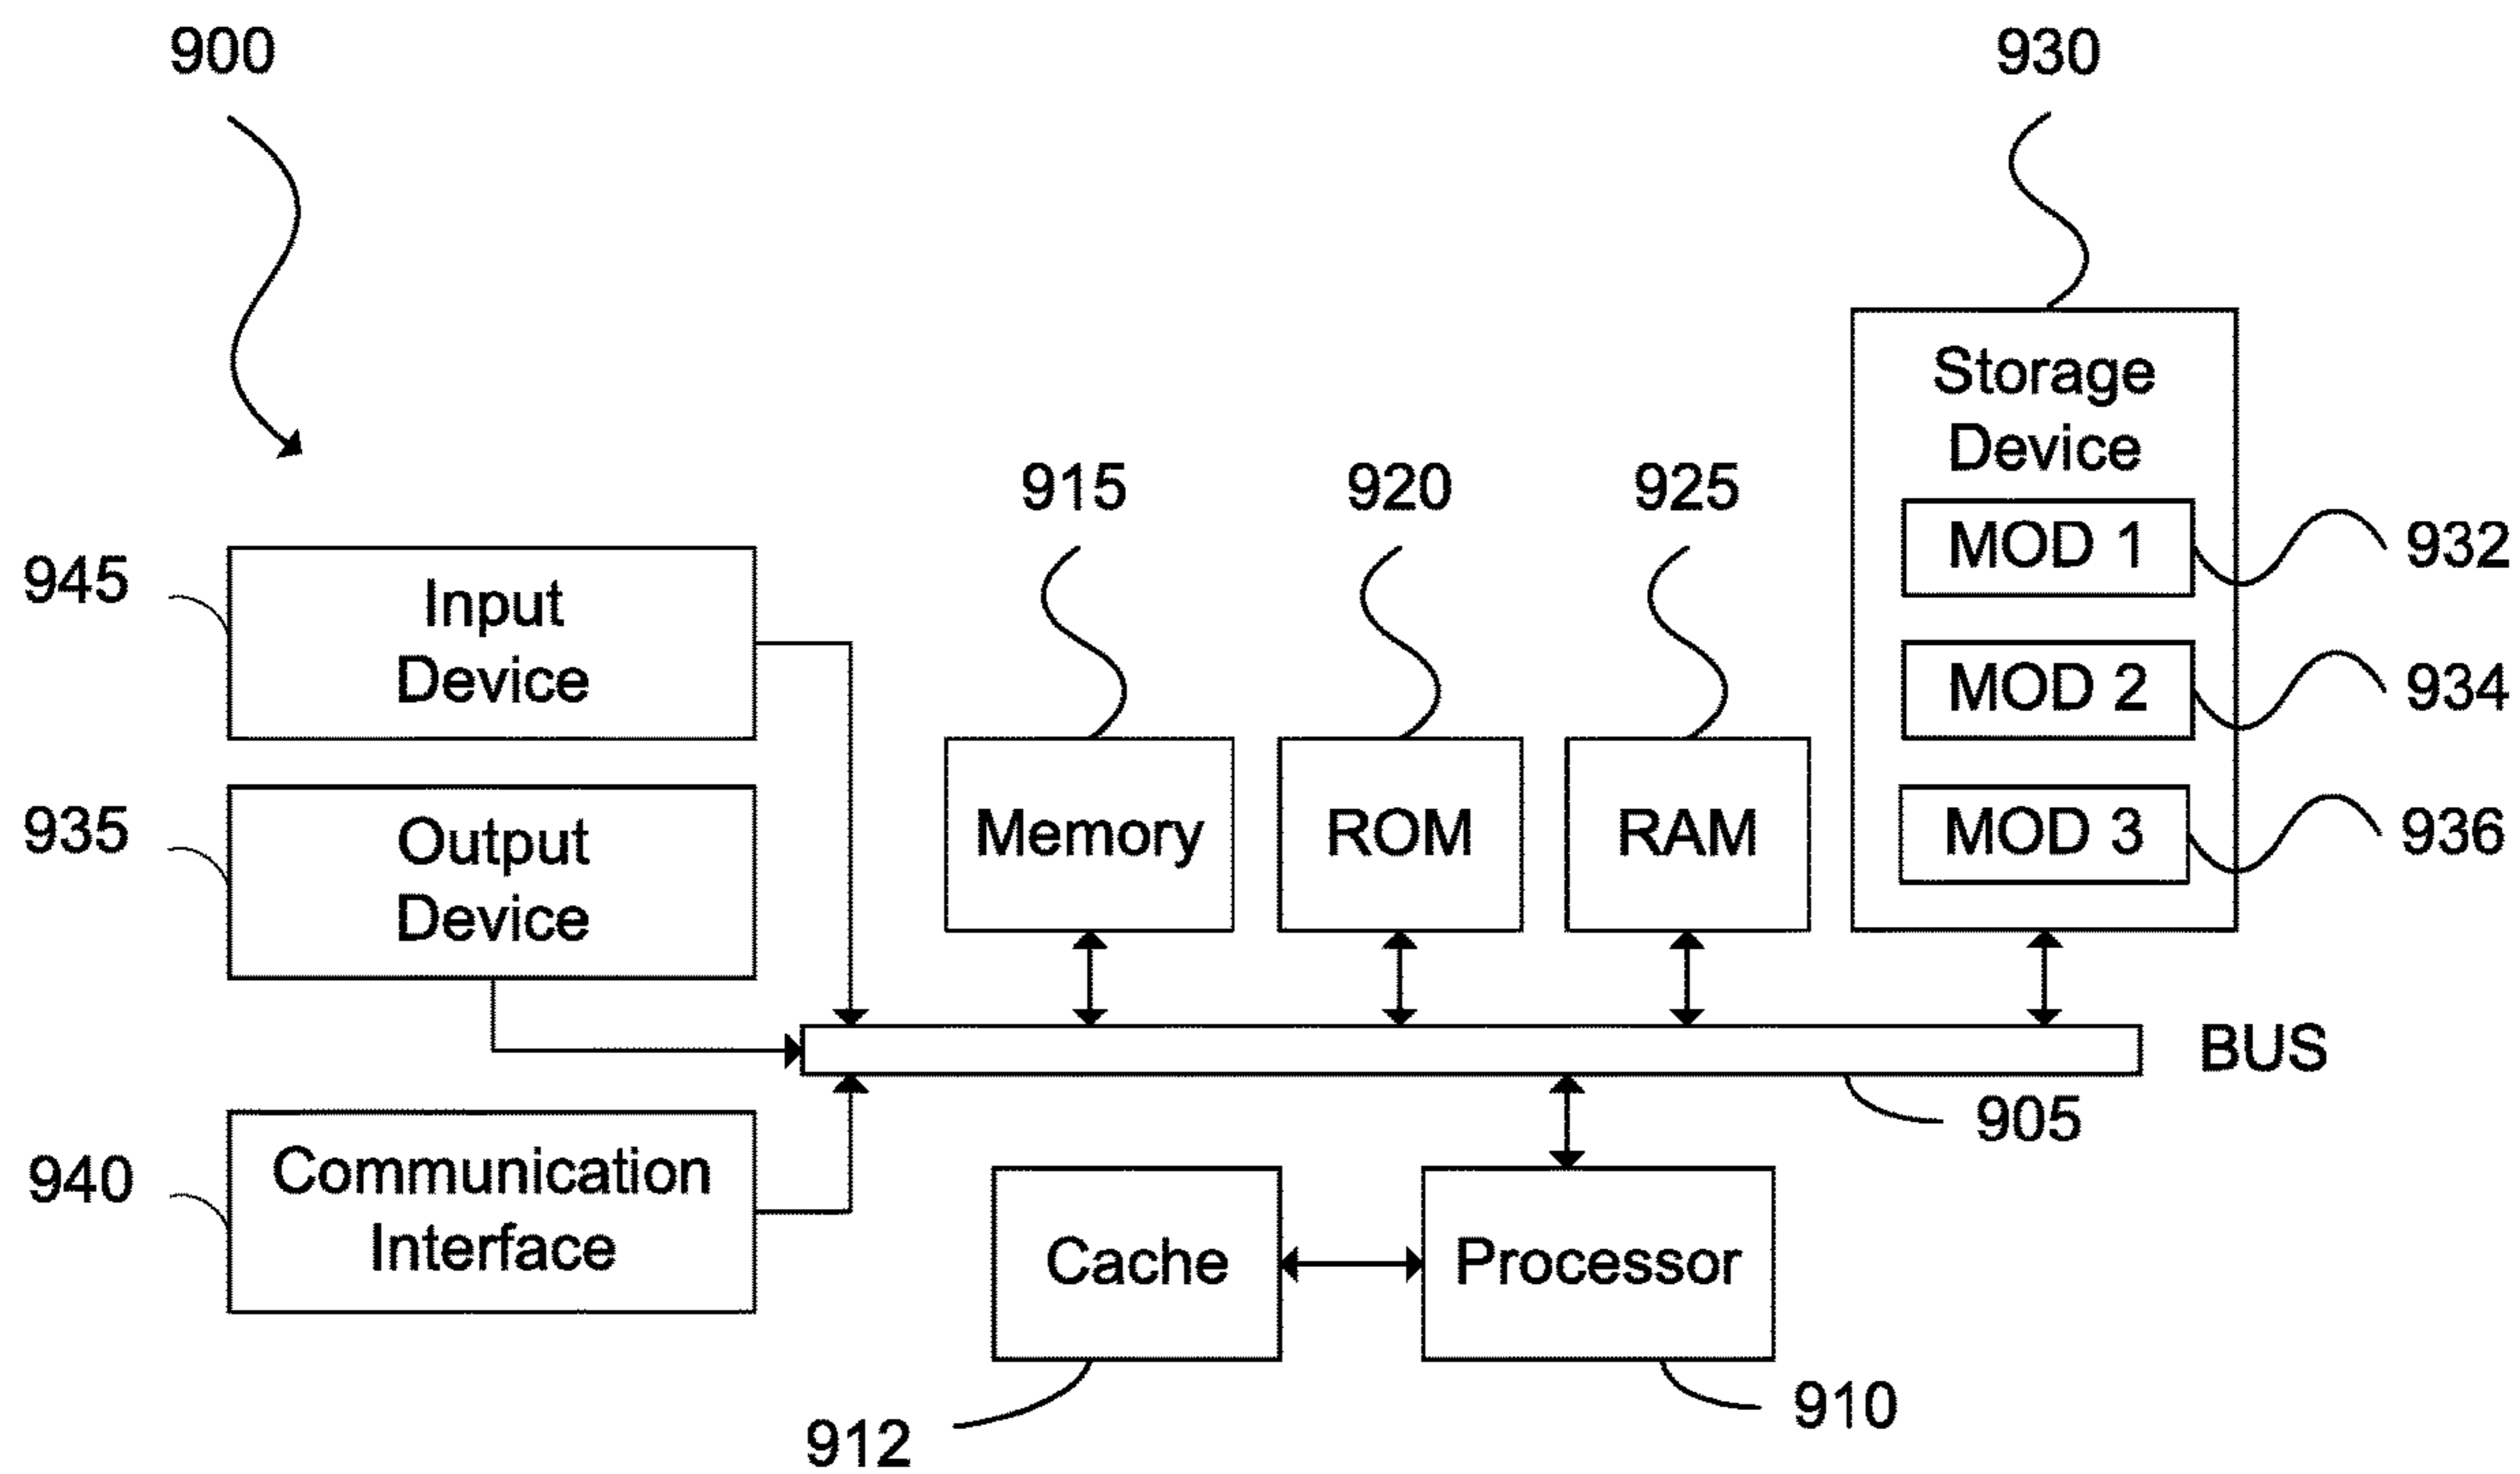 900
930
Storage
Device
915
920
925
MOD 1
932
945
Input
Device
MOD 2
934
935
Output
Device
Memory
ROM
RAM
MOD 3
936
BUS
905
940
Communication
Interface
Cache
Processor
912
910